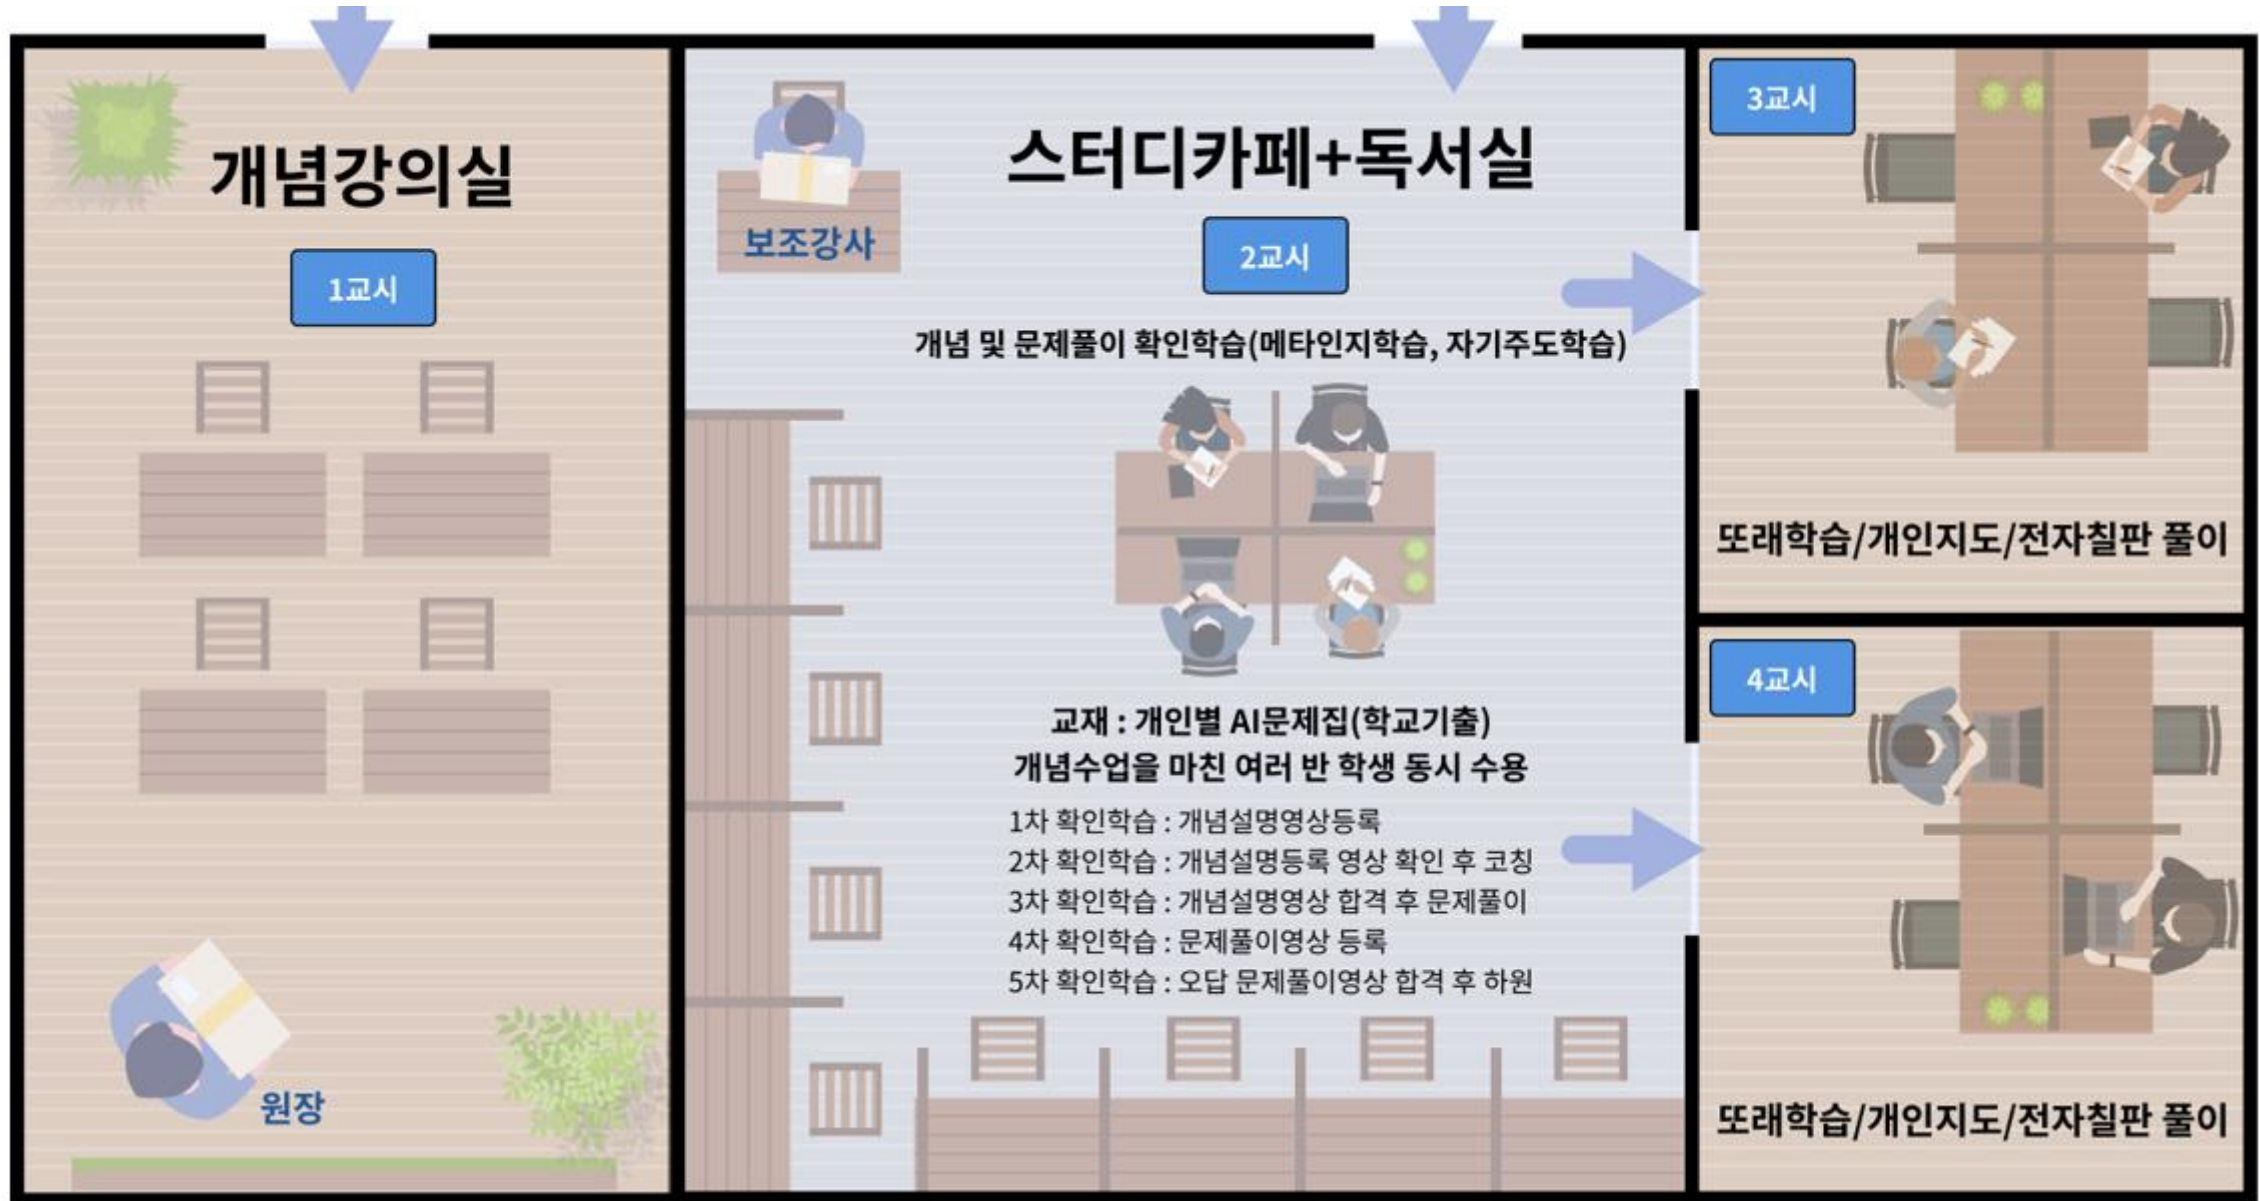 개념강의실
1교시
원장
보조강사
스터디카페+독서실
2교시
개념 및 문제풀이 확인학습(메타인지학습, 자기주도학습)
교재 : 개인별 AI문제집(학교기출)
개념수업을 마친 여러 반 학생 동시 수용
1차 확인학습 : 개념설명영상등록
2차 확인학습 : 개념설명등록 영상 확인 후 코칭
3차 확인학습 : 개념설명영상 합격 후 문제풀이
4차 확인학습 : 문제풀이영상 등록
5차 확인학습 : 오답 문제풀이영상 합격 후 하원
3교시
또래학습/개인지도/전자칠판 풀이
4교시
또래학습/개인지도/전자칠판 풀이